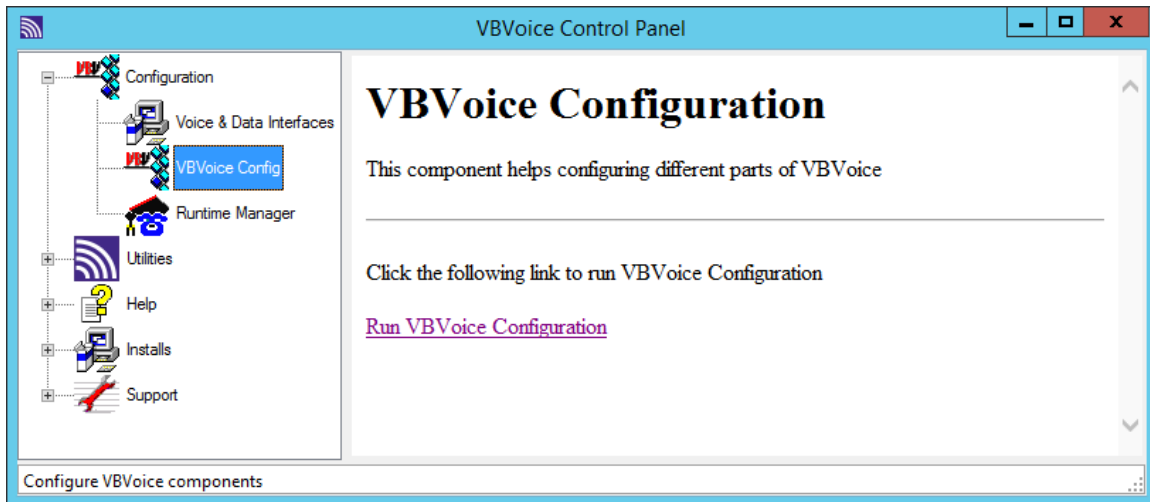 VBVoice Control Panel
Configuration
Voice & Data Interfaces
VBVoice Config
Runtime Manager
Utilities
Help
Installs
Support
VBVoice Configuration
This component helps configuring different parts of VBVoice
Click the following link to run VBVoice Configuration
Run VBVoice Configuration
Configure VBVoice components